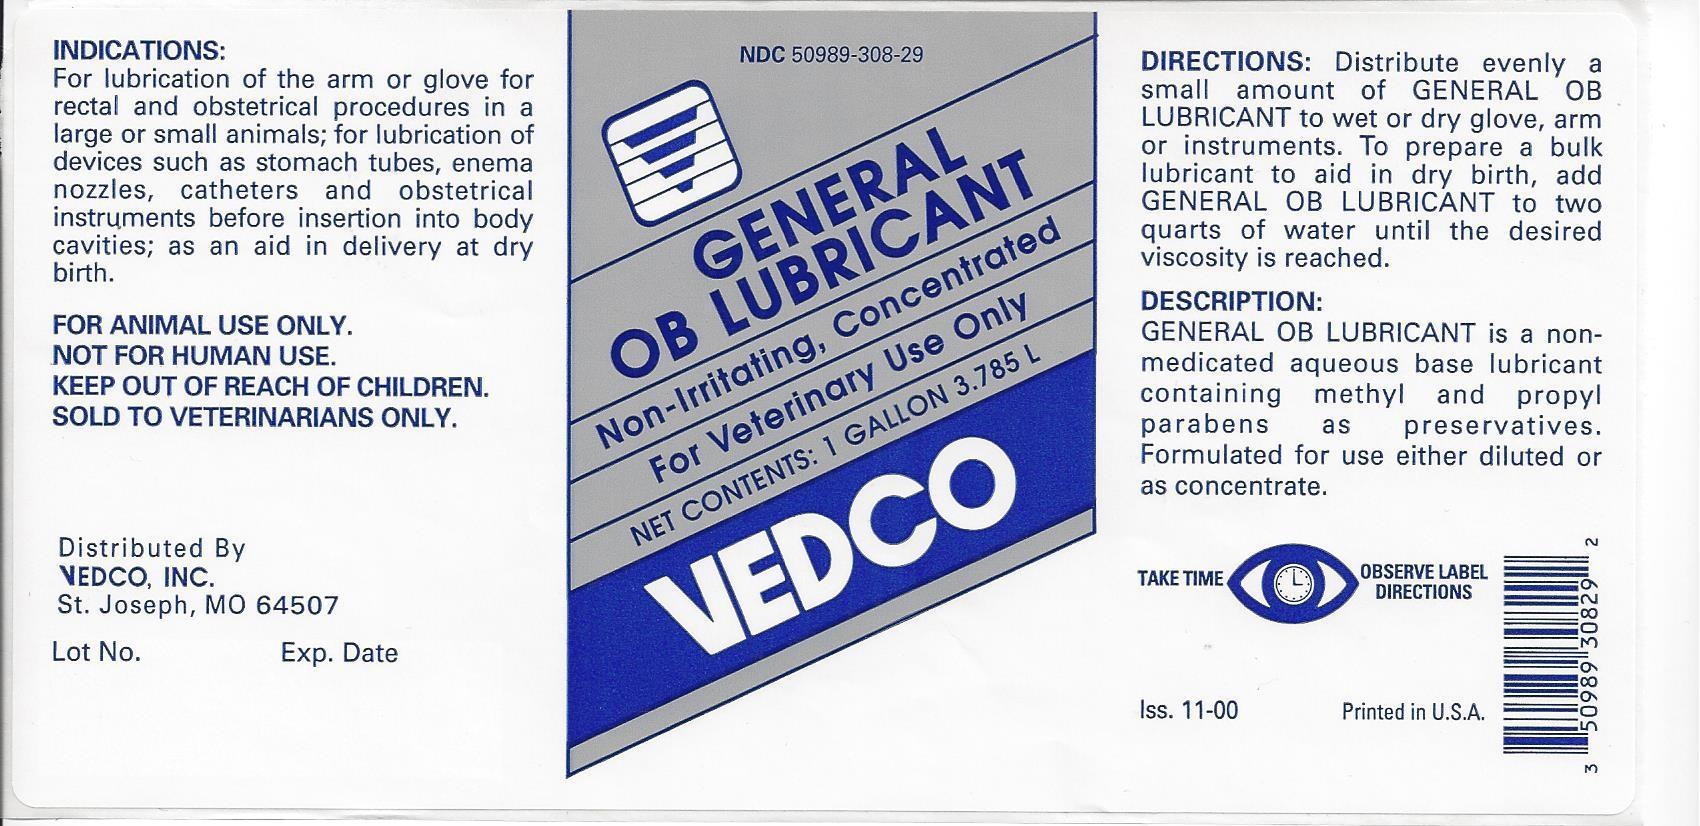 INDICATIONS:
For lubrication of the arm or glove for
rectal and obstetrical procedures in a
large or small animals; for lubrication of
devices such as stomach tubes, enema
nozzles, catheters and obstetrical
instruments before insertion into body
cavities; as an aid in delivery at dry
birth.
FOR ANIMAL USE ONLY.
NOT FOR HUMAN USE.
KEEP OUT OF REACH OF CHILDREN.
SOLD TO VETERINARIANS ONLY.
Distributed By
VEDCO, INC.
St. Joseph, MO 64507
Lot No. Exp. Date
NDC 50989-308-29
GENERAL
OB LUBRICANT
Non-Irritating, Concentrated
For Veterinary Use Only
NET CONTENTS: 1 GALLON 3.785 L
VEDCO
DIRECTIONS: Distribute evenly a
small amount of GENERAL OB
LUBRICANT to wet or dry glove, arm
or instruments. To prepare a bulk
lubricant to aid in dry birth, add
GENERAL OB LUBRICANT to two
quarts of water until the desired
viscosity is reached.
DESCRIPTION:
GENERAL OB LUBRICANT is a non-
medicated aqueous base lubricant
containing methyl and propyl
parabens as preservatives.
Formulated for use either diluted or
as concentrate.
TAKE TIME OBSERVE LABEL
DIRECTIONS
Iss. 11-00 Printed in U.S.A.
3 50989 30829 2